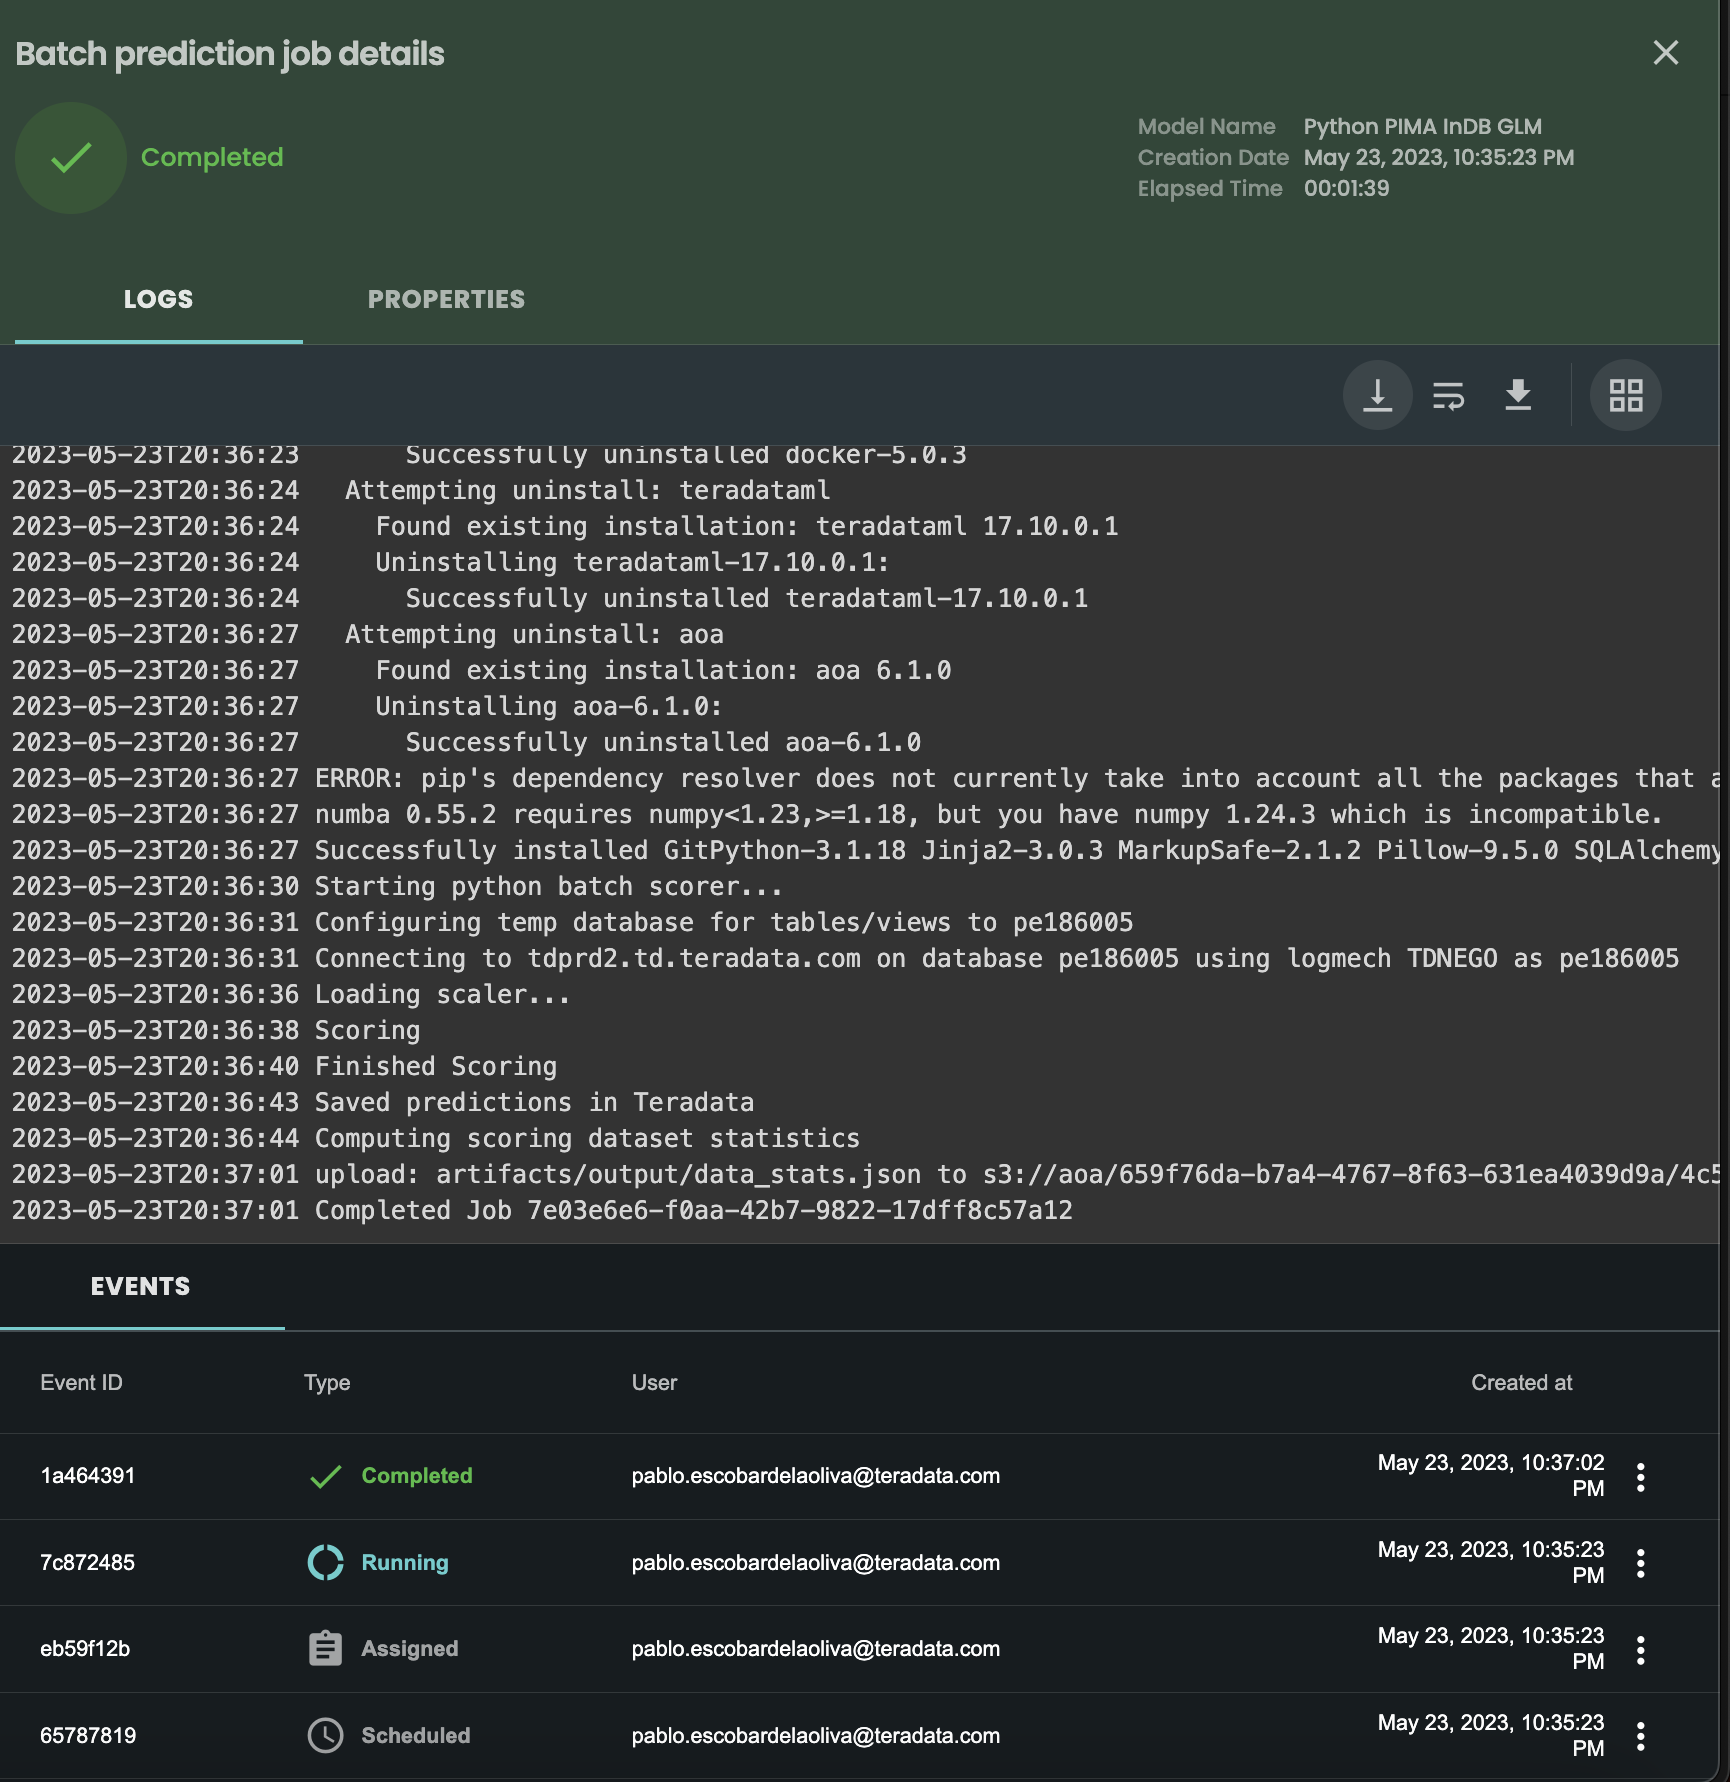 Batch prediction job details
Completed
Model Name Python PIMA InDB GLM
Creation Date May 23, 2023, 10:35:23 PM
Elapsed Time 00:01:39
LOGS PROPERTIES
2023-05-23T20:36:23 Successfully uninstalled docker-5.0.3
2023-05-23T20:36:24 Attempting uninstall: teradataml
2023-05-23T20:36:24 Found existing installation: teradataml 17.10.0.1
2023-05-23T20:36:24 Uninstalling teradataml-17.10.0.1:
2023-05-23T20:36:24 Successfully uninstalled teradataml-17.10.0.1
2023-05-23T20:36:27 Attempting uninstall: aoa
2023-05-23T20:36:27 Found existing installation: aoa 6.1.0
2023-05-23T20:36:27 Uninstalling aoa-6.1.0:
2023-05-23T20:36:27 Successfully uninstalled aoa-6.1.0
2023-05-23T20:36:27 ERROR: pip's dependency resolver does not currently take into account all the packages that a
2023-05-23T20:36:27 numba 0.55.2 requires numpy<1.23,>=1.18, but you have numpy 1.24.3 which is incompatible.
2023-05-23T20:36:27 Successfully installed GitPython-3.1.18 Jinja2-3.0.3 MarkupSafe-2.1.2 Pillow-9.5.0 SQLAlchemy
2023-05-23T20:36:30 Starting python batch scorer...
2023-05-23T20:36:31 Configuring temp database for tables/views to pe186005
2023-05-23T20:36:31 Connecting to tdprd2.td.teradata.com on database pe186005 using logmech TDNEGO as pe186005
2023-05-23T20:36:36 Loading scaler...
2023-05-23T20:36:38 Scoring
2023-05-23T20:36:40 Finished Scoring
2023-05-23T20:36:43 Saved predictions in Teradata
2023-05-23T20:36:44 Computing scoring dataset statistics
2023-05-23T20:37:01 upload: artifacts/output/data_stats.json to s3://aoa/659f76da-b7a4-4767-8f63-631ea4039d9a/4c5
2023-05-23T20:37:01 Completed Job 7e03e6e6-f0aa-42b7-9822-17dff8c57a12
EVENTS
Event ID Type User Created at
1a464391 Completed pablo.escobardelaoliva@teradata.com May 23, 2023, 10:37:02
PM
7c872485 Running pablo.escobardelaoliva@teradata.com May 23, 2023, 10:35:23
PM
eb59f12b Assigned pablo.escobardelaoliva@teradata.com May 23, 2023, 10:35:23
PM
65787819 Scheduled pablo.escobardelaoliva@teradata.com May 23, 2023, 10:35:23
PM